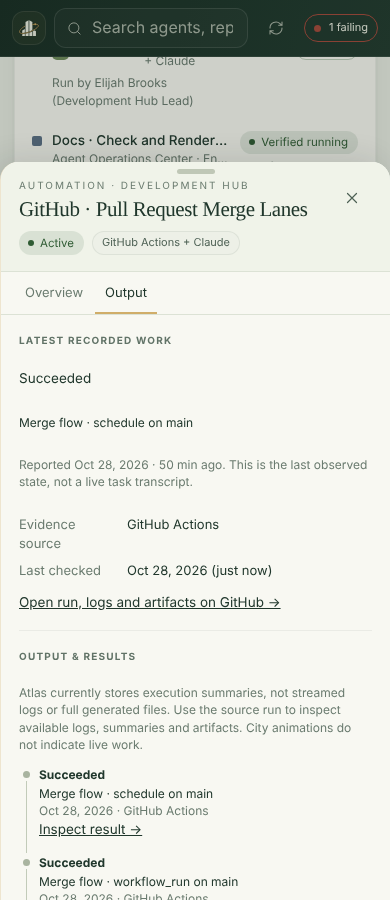 Search agents, rep
1 failing
+ Claude
Run by Elijah Brooks
(Development Hub Lead)
Docs · Check and Render...
Verified running
Agent Operations Center · En...
AUTOMATION · DEVELOPMENT HUB
GitHub · Pull Request Merge Lanes
Active
GitHub Actions + Claude
Overview
Output
LATEST RECORDED WORK
Succeeded
Merge flow · schedule on main
Reported Oct 28, 2026 · 50 min ago. This is the last observed
state, not a live task transcript.
Evidence
source
GitHub Actions
Last checked
Oct 28, 2026 (just now)
Open run, logs and artifacts on GitHub →
OUTPUT & RESULTS
Atlas currently stores execution summaries, not streamed
logs or full generated files. Use the source run to inspect
available logs, summaries and artifacts. City animations do
not indicate live work.
Succeeded
Merge flow · schedule on main
Oct 28, 2026 · GitHub Actions
Inspect result →
Succeeded
Merge flow · workflow_run on main
Oct 28, 2026 · GitHub Actions